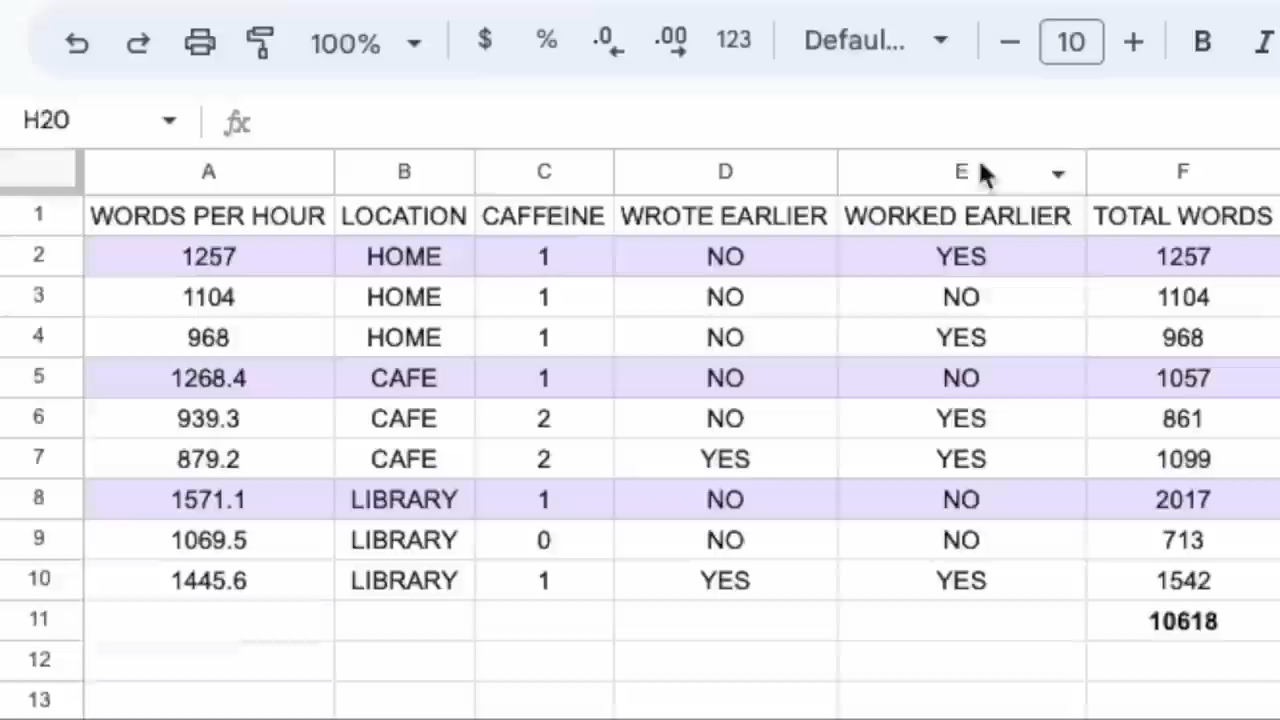 100% $ % .0 .00 123 Defaul... 10 B I
H20 fx
A B C D E F
1 WORDS PER HOUR LOCATION CAFFEINE WROTE EARLIER WORKED EARLIER TOTAL WORDS
2 1257 HOME 1 NO YES 1257
3 1104 HOME 1 NO NO 1104
4 968 HOME 1 NO YES 968
5 1268.4 CAFE 1 NO NO 1057
6 939.3 CAFE 2 NO YES 861
7 879.2 CAFE 2 YES YES 1099
8 1571.1 LIBRARY 1 NO NO 2017
9 1069.5 LIBRARY 0 NO NO 713
10 1445.6 LIBRARY 1 YES YES 1542
11 10618
12
13